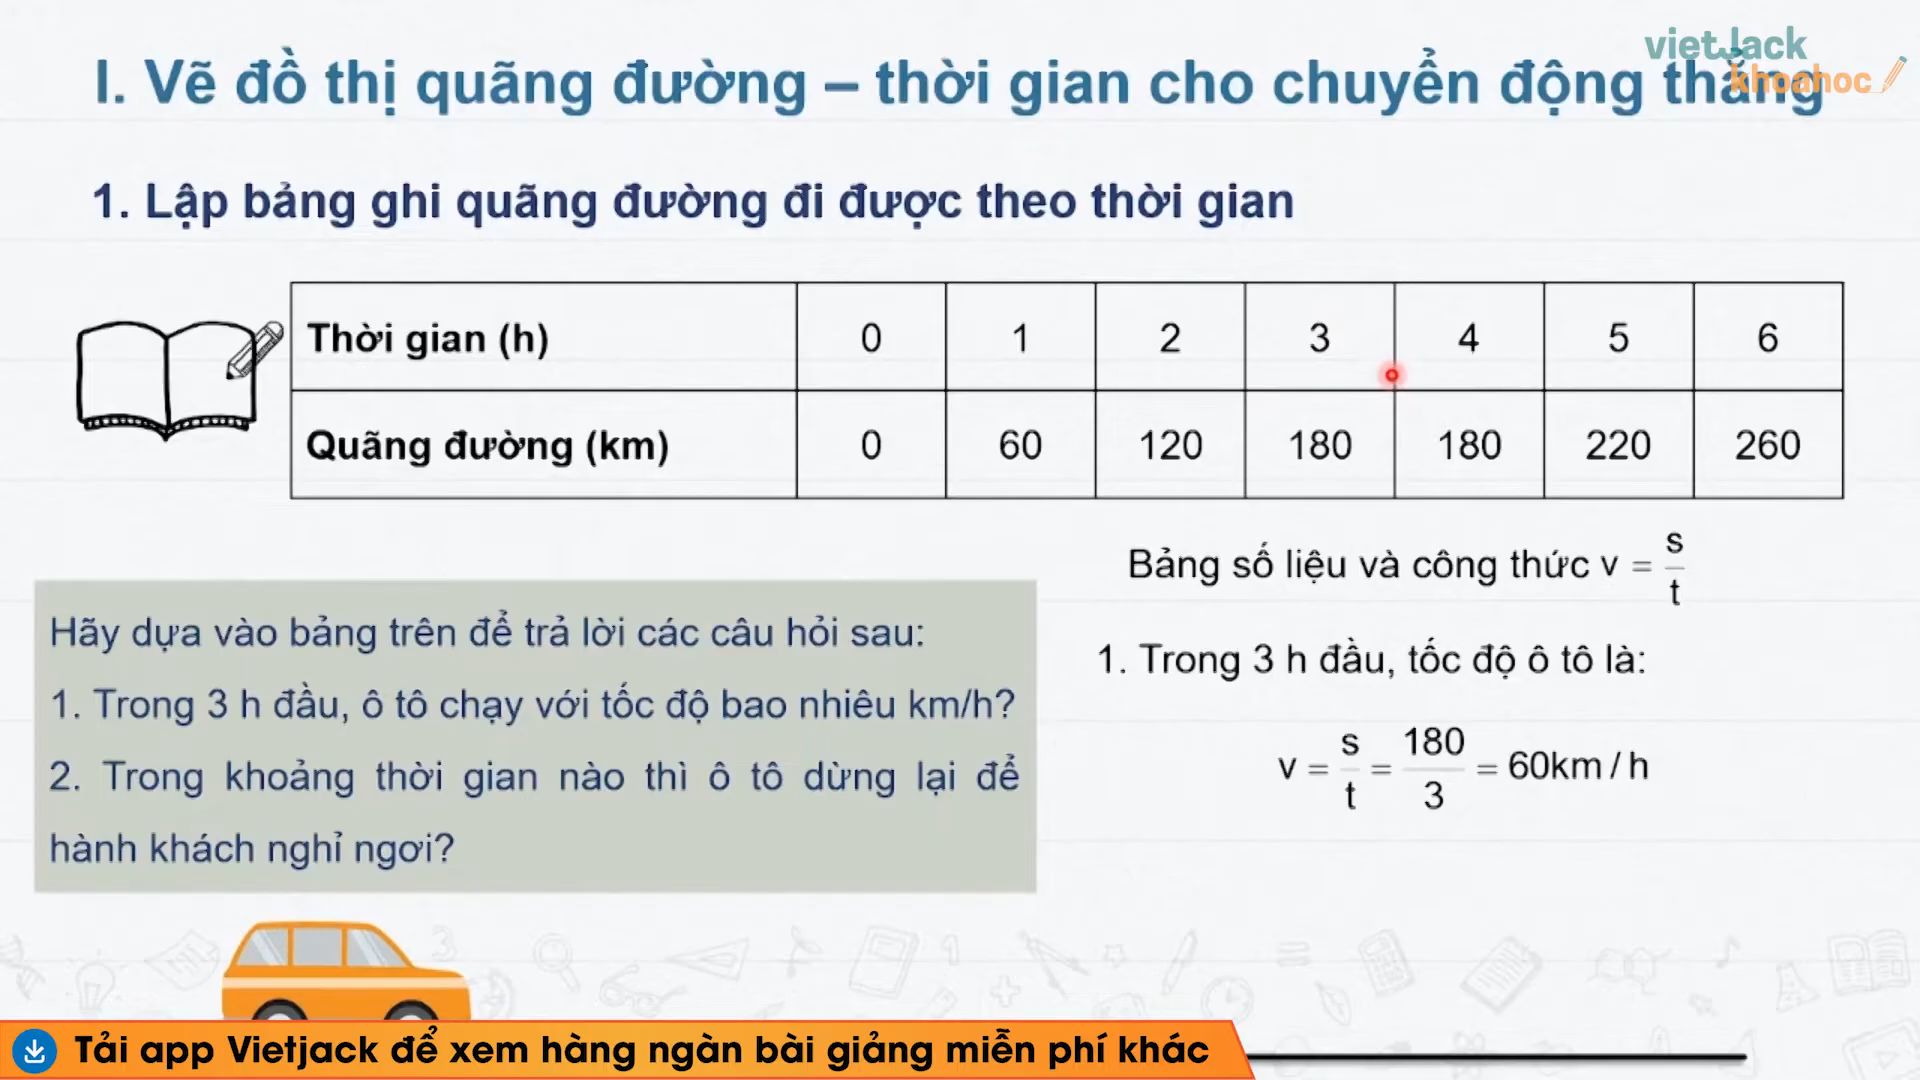 vietJack
khoahoc
I. Vẽ đồ thị quãng đường – thời gian cho chuyển động thẳng
1. Lập bảng ghi quãng đường đi được theo thời gian
Thời gian (h) 0 1 2 3 4 5 6
Quãng đường (km) 0 60 120 180 180 220 260
Bảng số liệu và công thức v = s/t
Hãy dựa vào bảng trên để trả lời các câu hỏi sau:
1. Trong 3 h đầu, ô tô chạy với tốc độ bao nhiêu km/h?
2. Trong khoảng thời gian nào thì ô tô dừng lại để
hành khách nghỉ ngơi?
1. Trong 3 h đầu, tốc độ ô tô là:
v = s/t = 180/3 = 60km / h
Tải app Vietjack để xem hàng ngàn bài giảng miễn phí khác